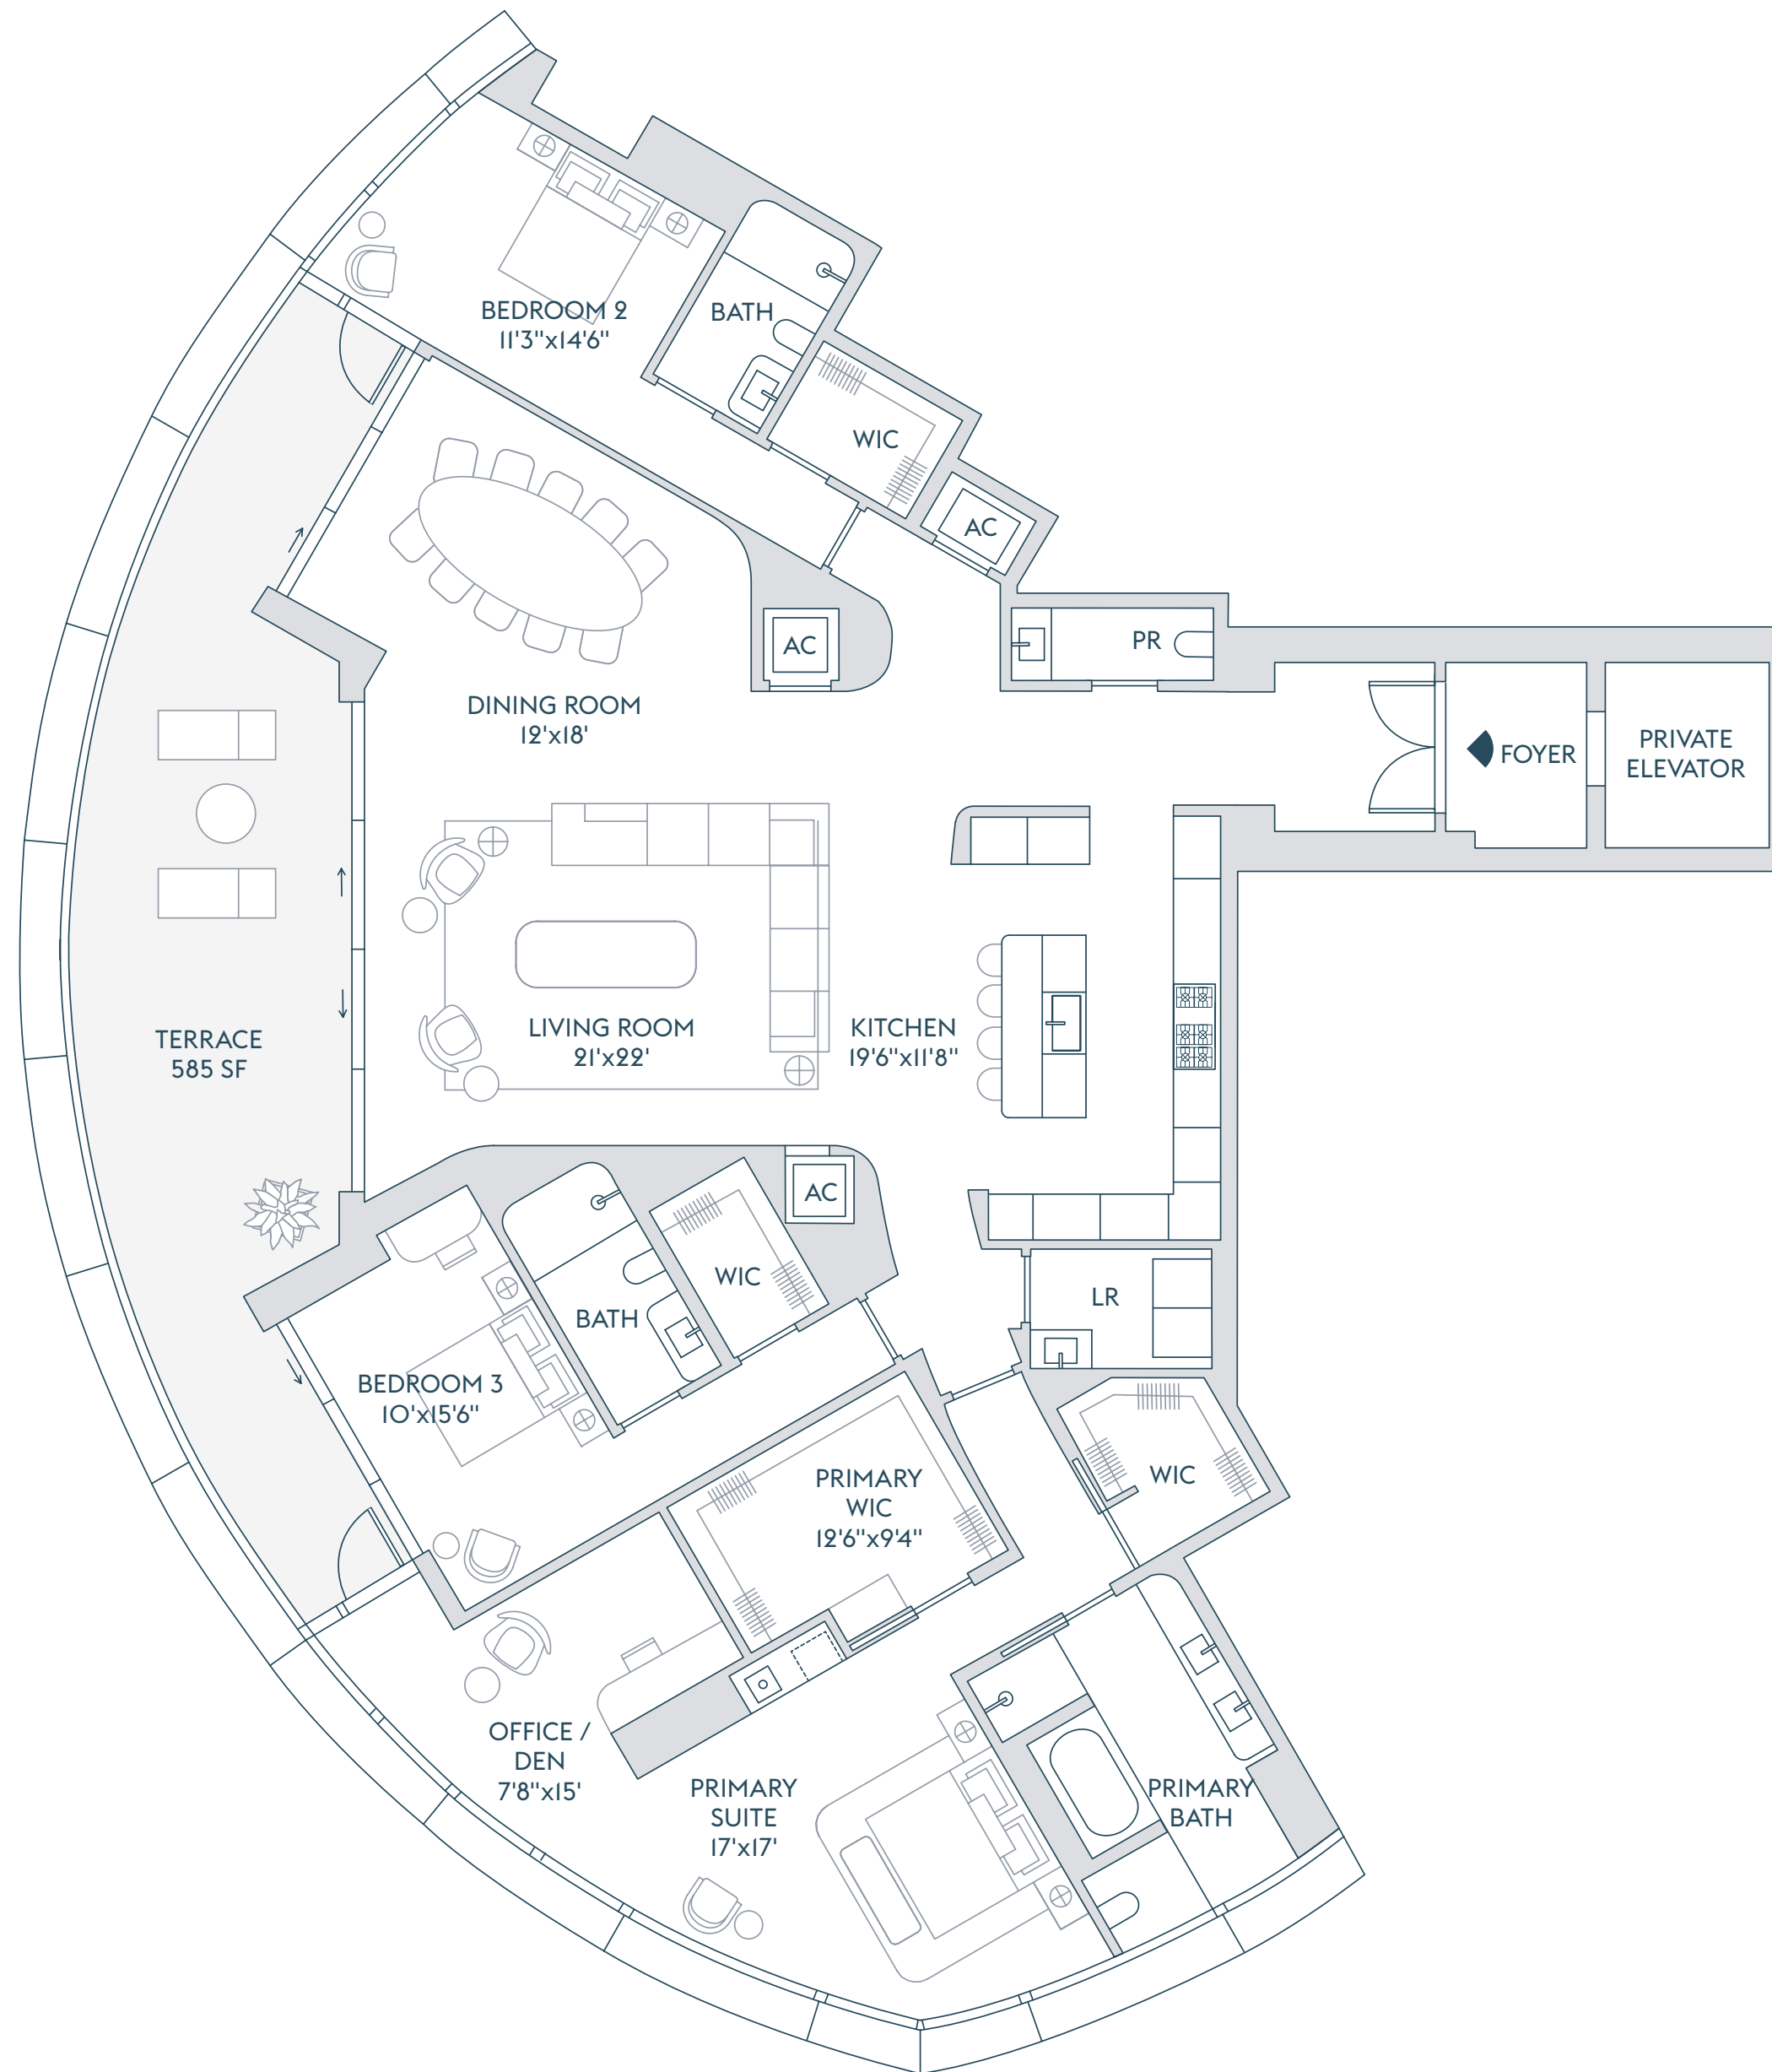 BEDROOM 2
11'3"x14'6"
BATH
WIC
AC
PR
AC
DINING ROOM
12'x18'
FOYER
PRIVATE
ELEVATOR
TERRACE
585 SF
LIVING ROOM
21'x22'
KITCHEN
19'6"x11'8"
AC
WIC
BATH
LR
BEDROOM 3
10'x15'6"
PRIMARY
WIC
12'6"x9'4"
WIC
OFFICE /
DEN
7'8"x15'
PRIMARY
SUITE
17'x17'
PRIMARY
BATH